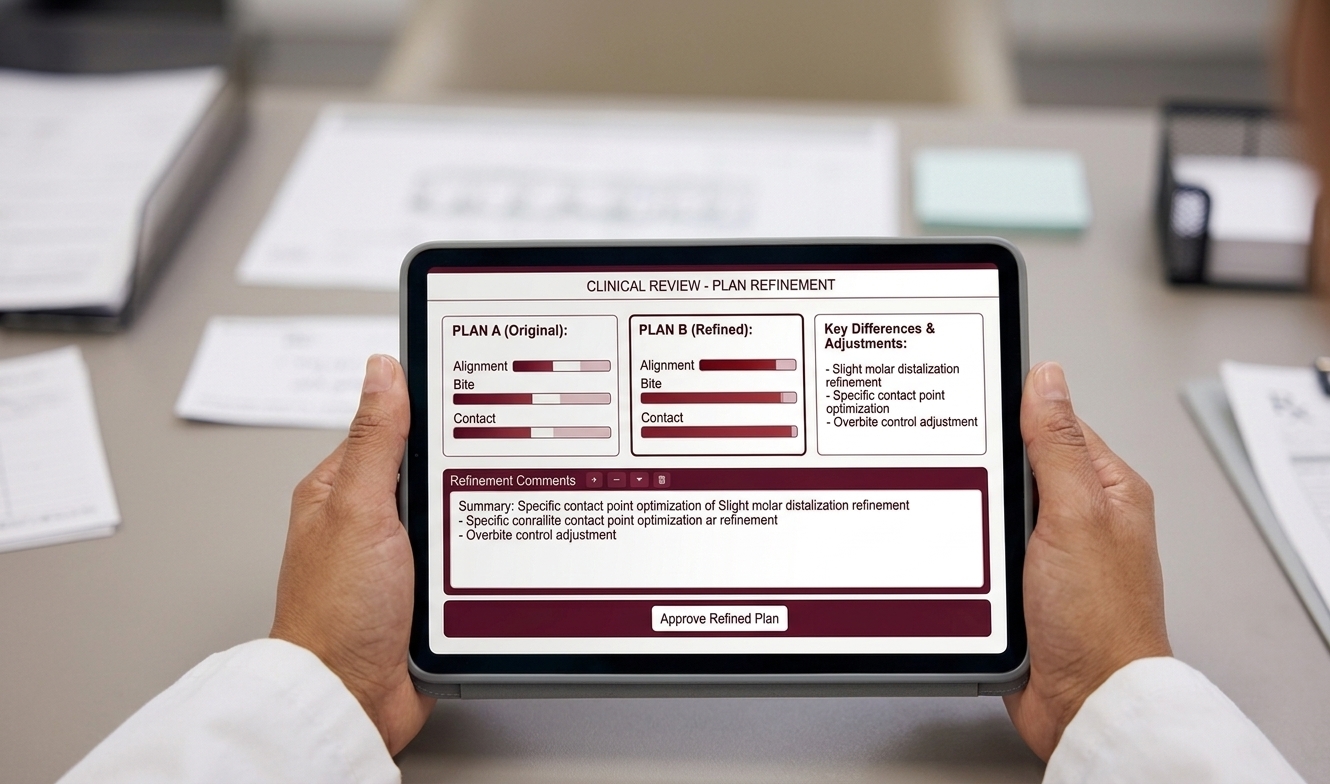 CLINICAL REVIEW - PLAN REFINEMENT
PLAN A (Original):
Alignment
Bite
Contact
PLAN B (Refined):
Alignment
Bite
Contact
Key Differences &
Adjustments:
- Slight molar distalization
refinement
- Specific contact point
optimization
- Overbite control adjustment
Refinement Comments
Summary: Specific contact point optimization of Slight molar distalization refinement
- Specific conrallite contact point optimization ar refinement
- Overbite control adjustment
Approve Refined Plan